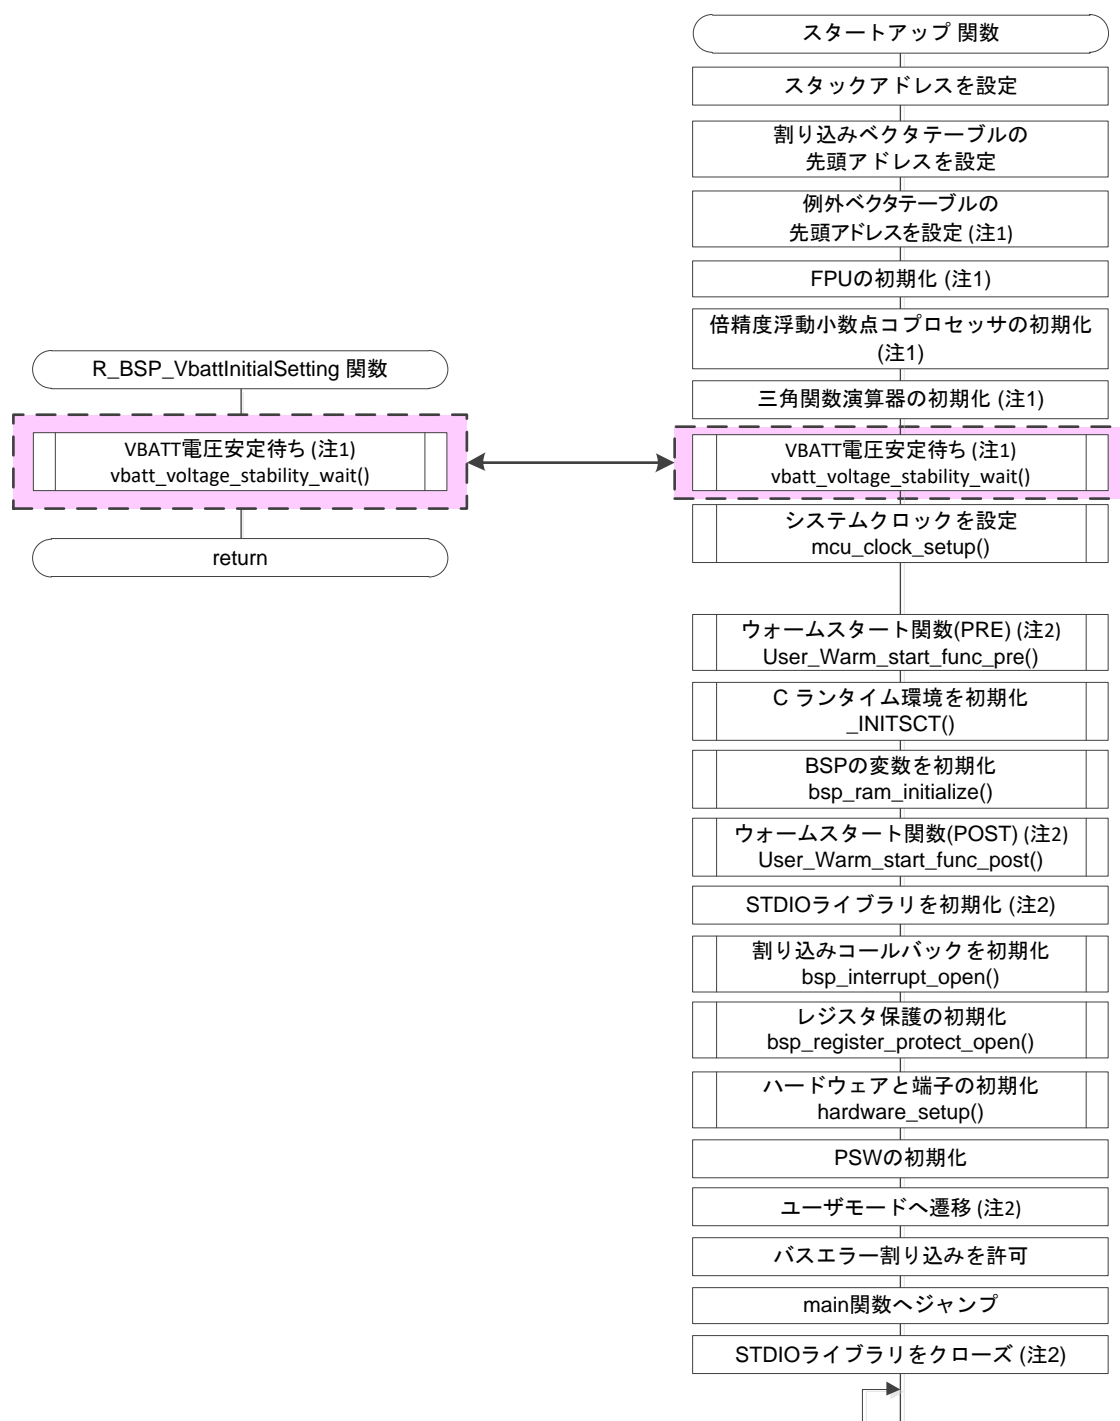 スタートアップ 関数
スタックアドレスを設定
割り込みベクタテーブルの
先頭アドレスを設定
例外ベクタテーブルの
先頭アドレスを設定 (注1)
FPUの初期化 (注1)
倍精度浮動小数点コプロセッサの初期化
(注1)
三角関数演算器の初期化 (注1)
R_BSP_VbattInitialSetting 関数
VBATT電圧安定待ち (注1)
vbatt_voltage_stability_wait()
return
VBATT電圧安定待ち (注1)
vbatt_voltage_stability_wait()
システムクロックを設定
mcu_clock_setup()
ウォームスタート関数(PRE) (注2)
User_Warm_start_func_pre()
C ランタイム環境を初期化
_INITSCT()
BSPの変数を初期化
bsp_ram_initialize()
ウォームスタート関数(POST) (注2)
User_Warm_start_func_post()
STDIOライブラリを初期化 (注2)
割り込みコールバックを初期化
bsp_interrupt_open()
レジスタ保護の初期化
bsp_register_protect_open()
ハードウェアと端子の初期化
hardware_setup()
PSWの初期化
ユーザモードへ遷移 (注2)
バスエラー割り込みを許可
main関数へジャンプ
STDIOライブラリをクローズ (注2)